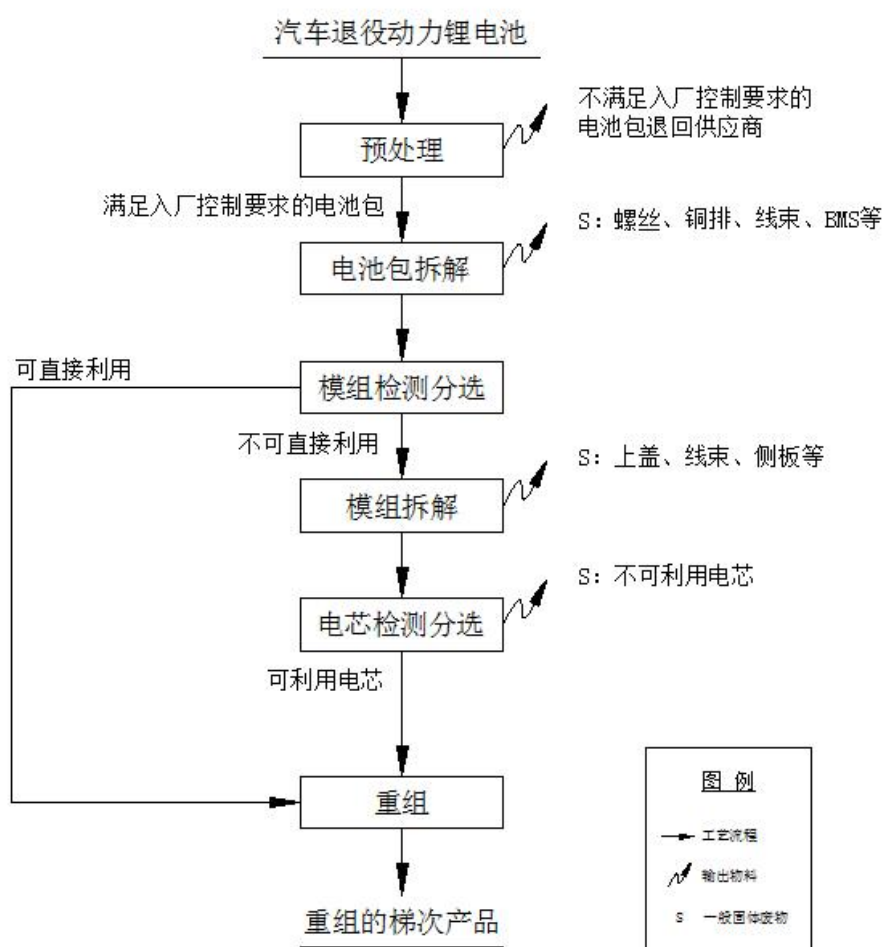 汽车退役动力锂电池
不满足入厂控制要求的
电池包退回供应商
预处理
满足入厂控制要求的电池包
S: 螺丝、铜排、线束、BMS等
电池包拆解
可直接利用
模组检测分选
不可直接利用
S: 上盖、线束、侧板等
模组拆解
S: 不可利用电芯
电芯检测分选
可利用电芯
重组
重组的梯次产品
图 例
工艺流程
输出物料
S 一般固体废物